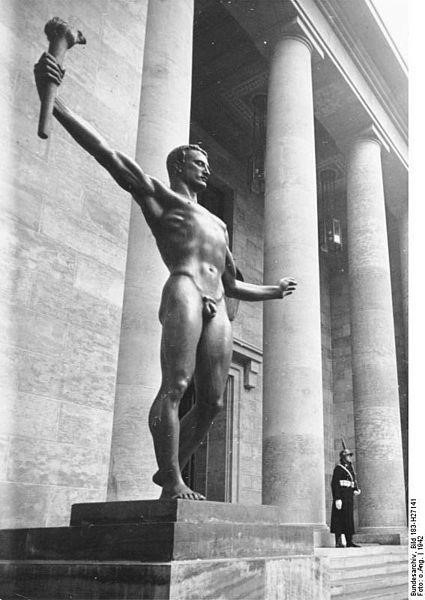 Bundesarchiv, Bild 183-H27141
Foto: o.Ang. | 1942